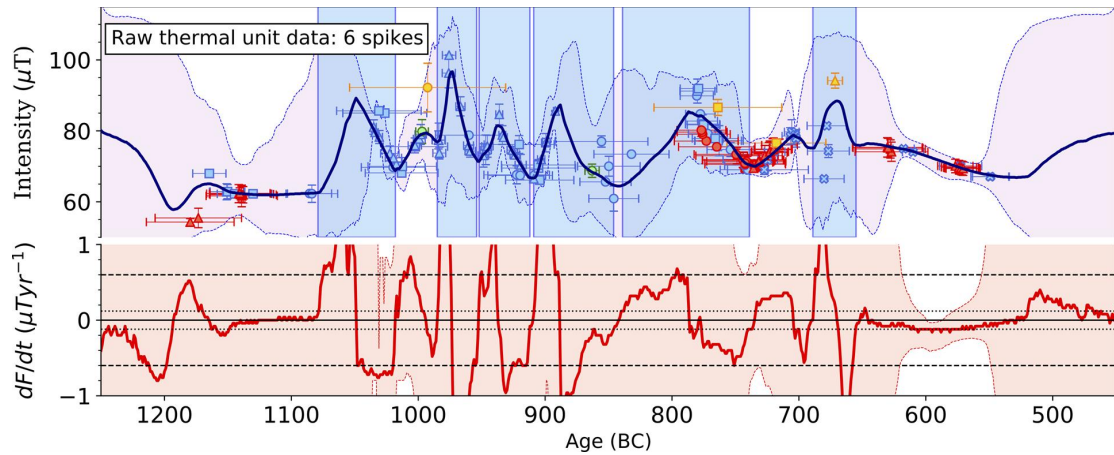 Raw thermal unit data: 6 spikes
Intensity (μT)
100
80
60
dF/dt (μTyr⁻¹)
1
0
−1
1200 1100 1000 900 800 700 600 500
Age (BC)